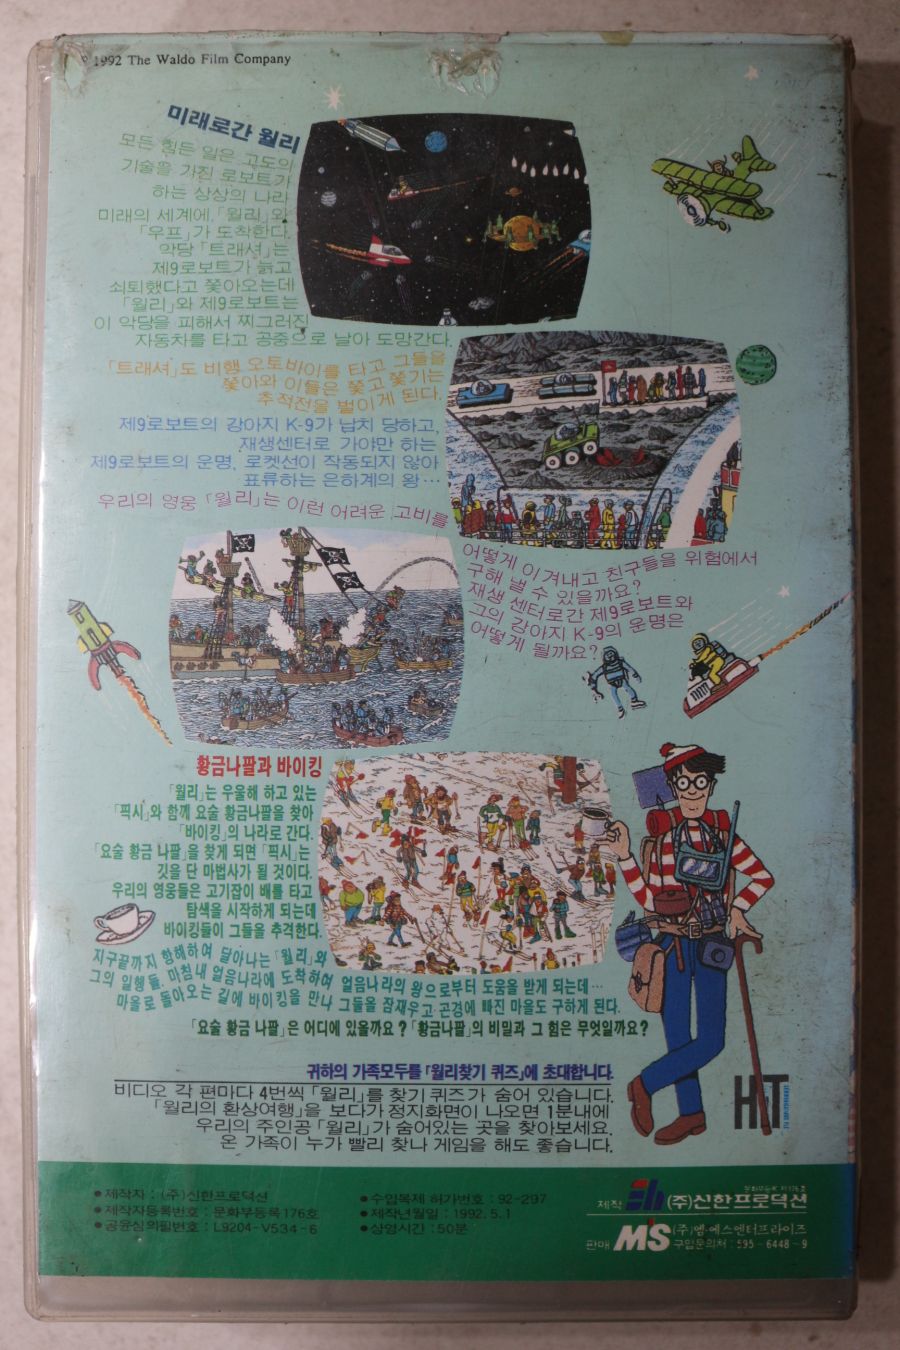 ℗ 1992 The Waldo Film Company
미래로간 월리
모든 힘든 일은 고도의
기술을 가진 로보트가
하는 상상의 나라
미래의 세계에, 「월리」와
「우프」가 도착한다.
악당 「트래셔」는
제9로보트가 늙고
쇠퇴했다고 쫓아오는데
「월리」와 제9로보트는
이 악당을 피해서 찌그러진
자동차를 타고 공중으로 날아 도망간다.
「트래셔」도 비행 오토바이를 타고 그들을
쫓아와 이들은 쫓고 쫓기는
추적전을 벌이게 된다.
제9로보트의 강아지 K-9가 납치 당하고,
재생센터로 가야만 하는
제9로보트의 운명, 로켓선이 작동되지 않아
표류하는 은하계의 왕…
우리의 영웅 「월리」는 이런 어려운 고비를
어떻게 이겨내고 친구들을 위험에서
구해 낼 수 있을까요?
재생 센터로간 제9로보트와
그의 강아지 K-9의 운명은
어떻게 될까요?
황금나팔과 바이킹
「월리」는 우울해 하고 있는
「픽시」와 함께 요술 황금나팔을 찾아
「바이킹」의 나라로 간다.
「요술 황금 나팔」을 찾게 되면 「픽시」는
깃을 단 마법사가 될 것이다.
우리의 영웅들은 고기잡이 배를 타고
탐색을 시작하게 되는데
바이킹들이 그들을 추격한다.
지구끝까지 항해하여 달아나는 「월리」와
그의 일행들, 미침내 얼음나라에 도착하여 얼음나라의 왕으로부터 도움을 받게 되는데…
마을로 돌아오는 길에 바이킹을 만나 그들을 잠재우고 곤경에 빠진 마을도 구하게 된다.
「요술 황금 나팔」은 어디에 있을까요? 「황금나팔」의 비밀과 그 힘은 무엇일까요?
귀하의 가족모두를 「월리찾기 퀴즈」에 초대합니다.
비디오 각 편마다 4번씩 「월리」를 찾기 퀴즈가 숨어 있습니다.
「월리의 환상여행」을 보다가 정지화면이 나오면 1분내에
우리의 주인공 「월리」가 숨어있는 곳을 찾아보세요.
온 가족이 누가 빨리 찾나 게임을 해도 좋습니다.
HIT
● 제작자 : (주)신한프로덕션
● 제작자등록번호 : 문화부등록176호
● 공윤심의필번호 : L9204-V534-6
● 수입복제 허가번호 : 92-297
● 제작년월일 : 1992.5.1
● 상영시간 : 50분
문화부등록 제176호
제작 (주)신한프로덕션
판매 M'S (주)엠·에스엔터프라이즈
구입문의처 : 595-6448~9